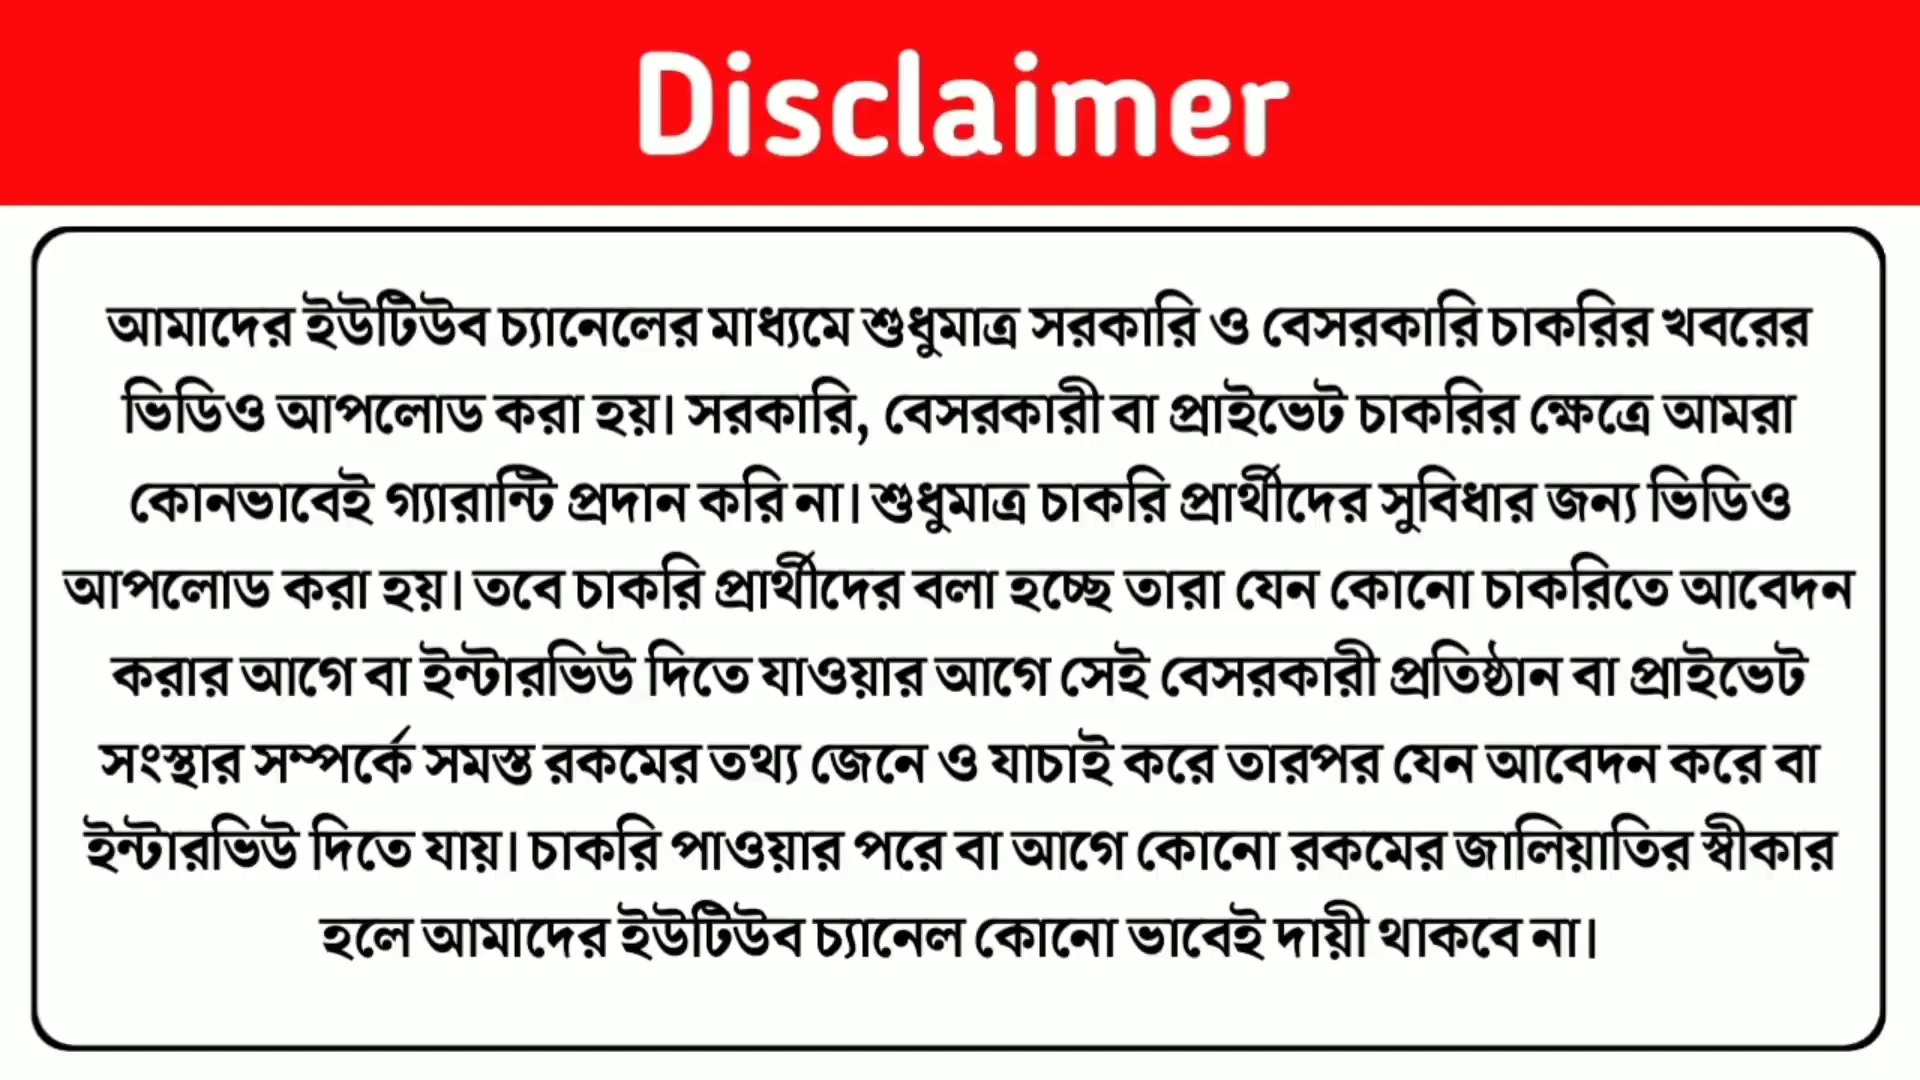 Disclaimer
আমাদের ইউটিউব চ্যানেলের মাধ্যমে শুধুমাত্র সরকারি ও বেসরকারি চাকরির খবরের
ভিডিও আপলোড করা হয়। সরকারি, বেসরকারী বা প্রাইভেট চাকরির ক্ষেত্রে আমরা
কোনভাবেই গ্যারান্টি প্রদান করি না। শুধুমাত্র চাকরি প্রার্থীদের সুবিধার জন্য ভিডিও
আপলোড করা হয়। তবে চাকরি প্রার্থীদের বলা হচ্ছে তারা যেন কোনো চাকরিতে আবেদন
করার আগে বা ইন্টারভিউ দিতে যাওয়ার আগে সেই বেসরকারী প্রতিষ্ঠান বা প্রাইভেট
সংস্থার সম্পর্কে সমস্ত রকমের তথ্য জেনে ও যাচাই করে তারপর যেন আবেদন করে বা
ইন্টারভিউ দিতে যায়। চাকরি পাওয়ার পরে বা আগে কোনো রকমের জালিয়াতির স্বীকার
হলে আমাদের ইউটিউব চ্যানেল কোনো ভাবেই দায়ী থাকবে না।